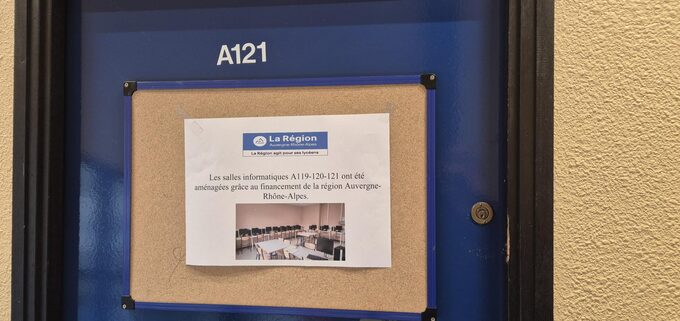 A121
La Région
Auvergne-Rhône-Alpes
La Région agit pour ses lycéens
Les salles informatiques A119-120-121 ont été
aménagées grâce au financement de la région Auvergne-
Rhône-Alpes.